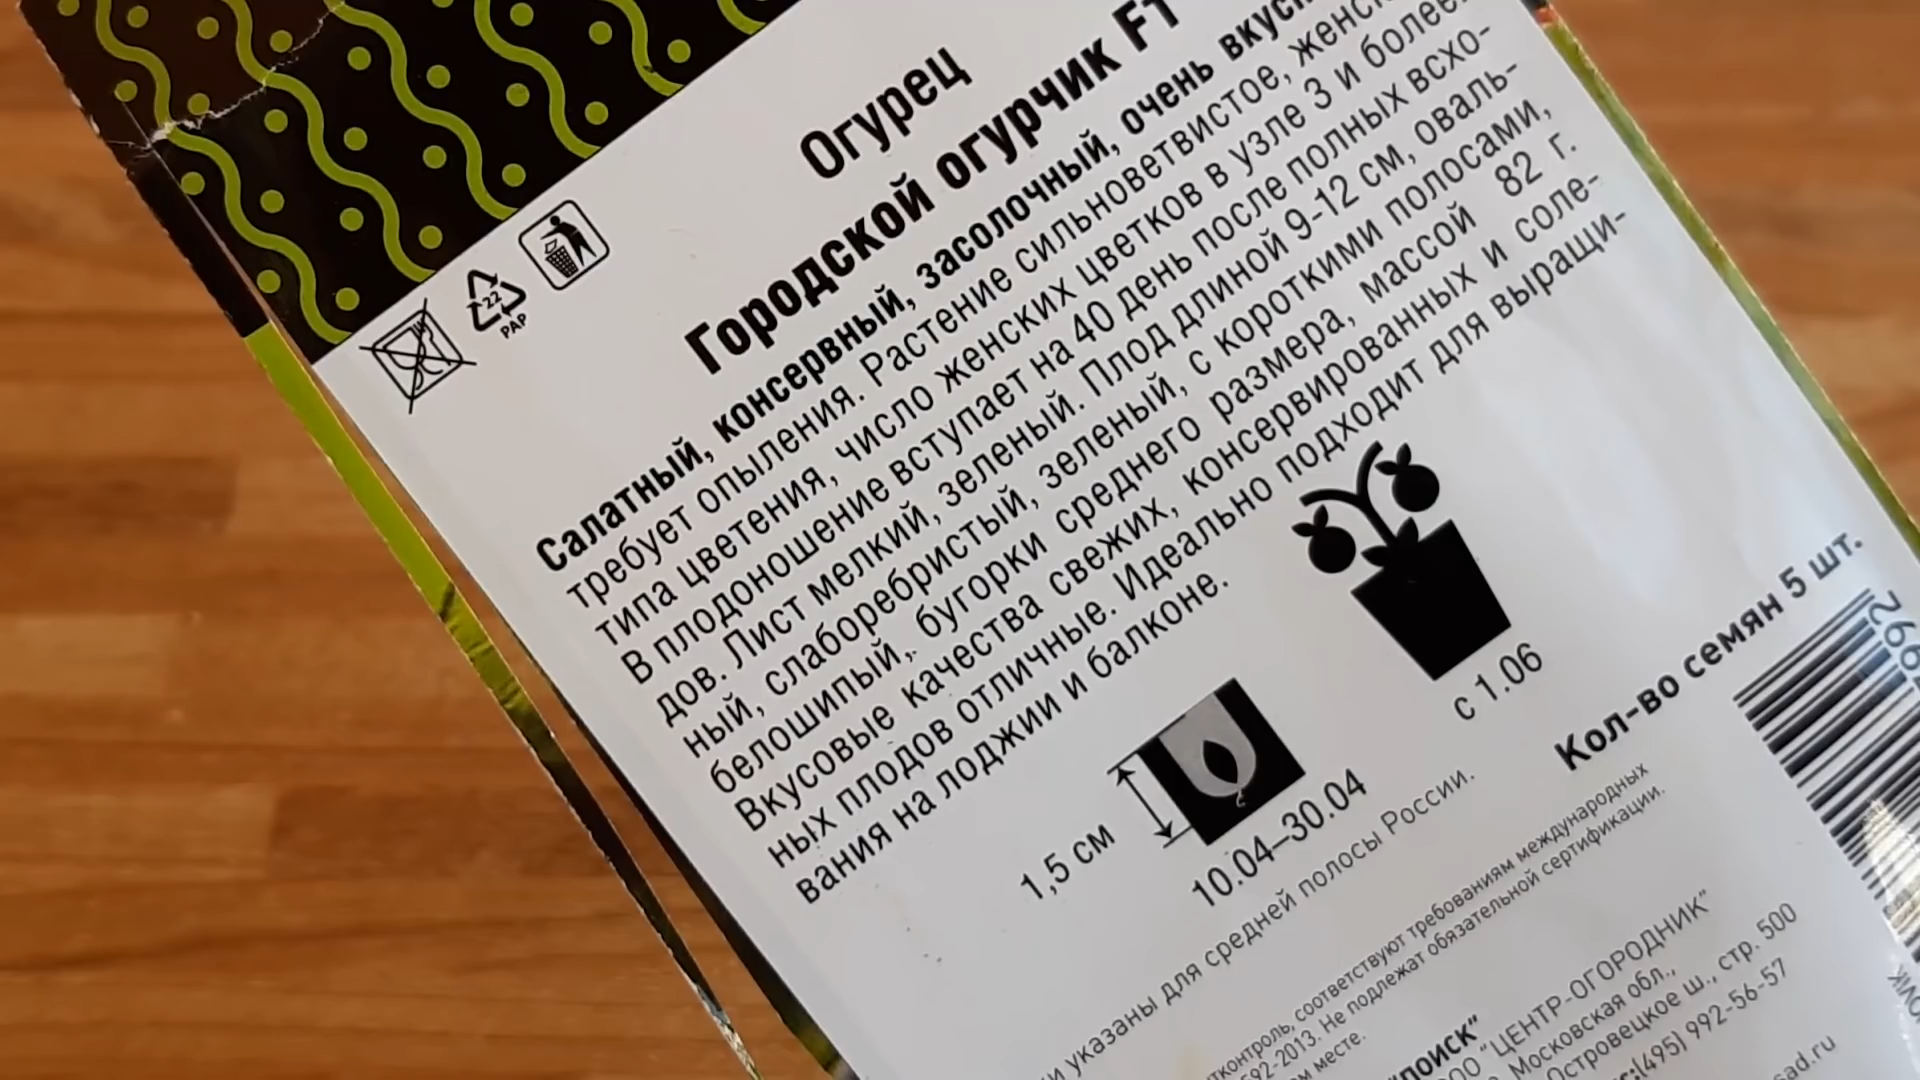 Огурец
Городской огурчик F1
Салатный, консервный, засолочный, очень
требует опыления. Растение сильноветвистое,
типа цветения, число женских цветков в узле 3 и более.
В плодоношение вступает на 40 день после полных всхо-
дов. Лист мелкий, зеленый. Плод длиной 9-12 см, оваль-
ный, слаборебристый, зеленый, с короткими полосами,
белошипый, бугорки среднего размера, массой 82 г.
Вкусовые качества свежих, консервированных и соле-
ных плодов отличные. Идеально подходит для выращи-
вания на лоджии и балконе.
22
PAP
1,5 см
10.04–30.04
с 1.06
Кол-во семян 5 шт.
указаны для средней полосы России.
соответствуют требованиям международных
592-2013. Не подлежат обязательной сертификации.
месте.
"ЦЕНТР-ОГОРОДНИК"
Московская обл.,
Островецкое ш., стр. 500
(495) 992-56-57